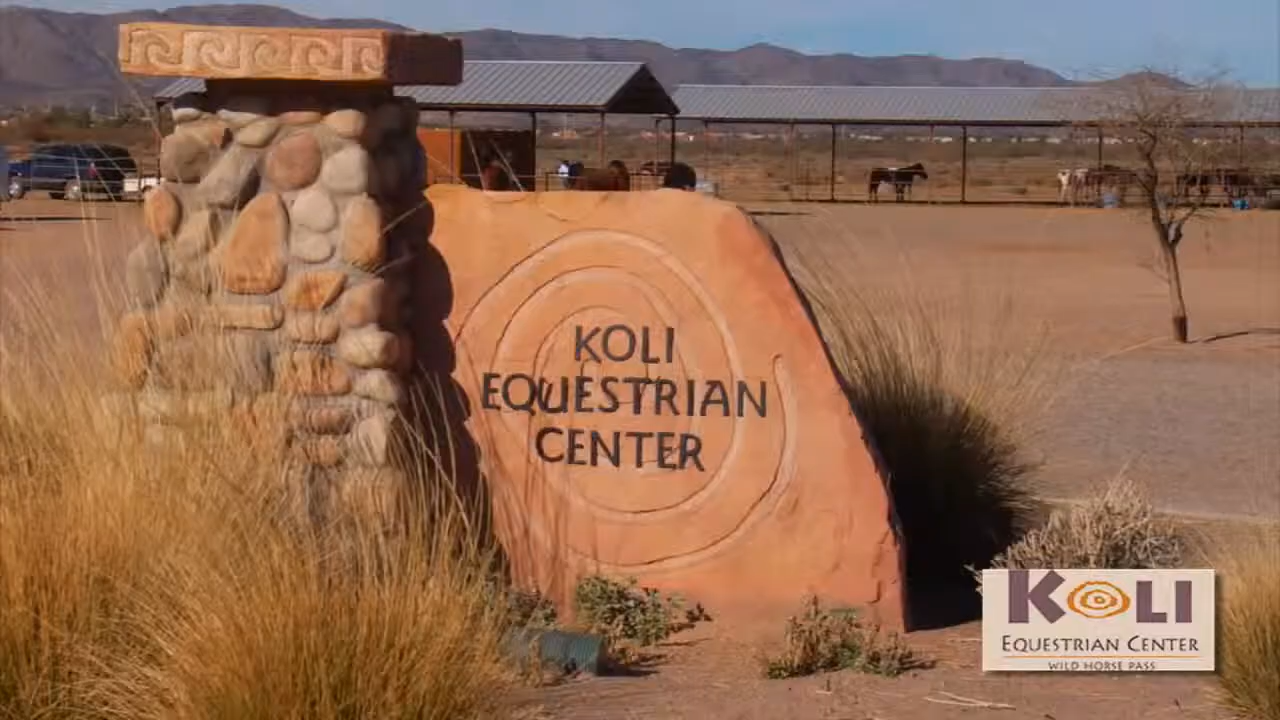 KOLI
EQUESTRIAN
CENTER
KOLI
EQUESTRIAN CENTER
WILD HORSE PASS